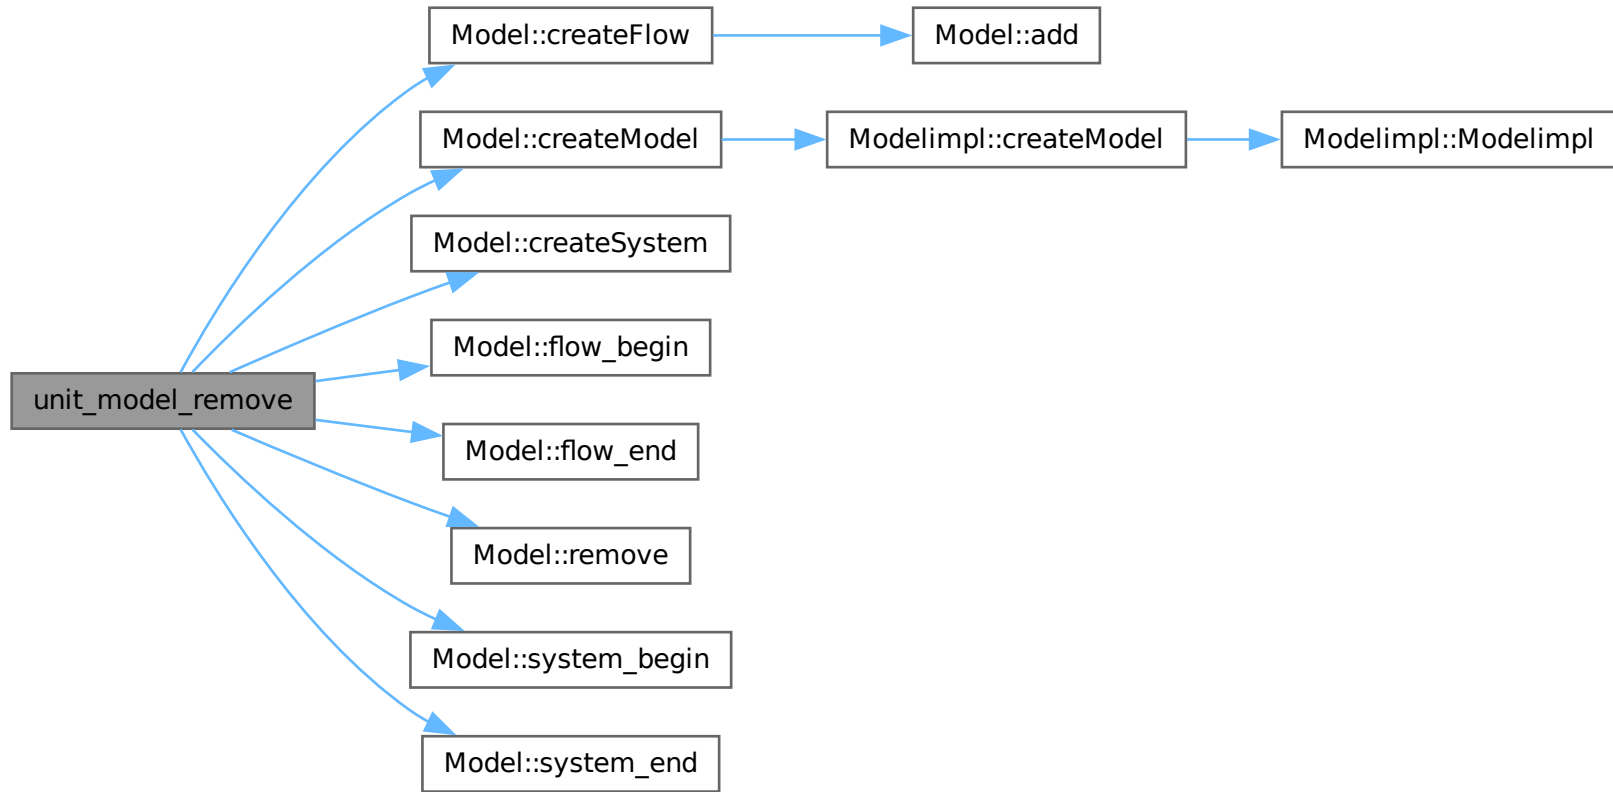 Model::createFlow
Model::add
Model::createModel
Modelimpl::createModel
Modelimpl::Modelimpl
Model::createSystem
Model::flow_begin
unit_model_remove
Model::flow_end
Model::remove
Model::system_begin
Model::system_end